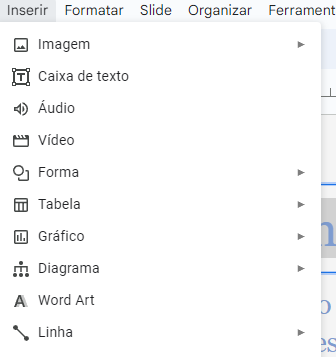 Inserir Formatar Slide Organizar Ferrament
Imagem
Caixa de texto
Áudio
Vídeo
Forma
Tabela
Gráfico
Diagrama
Word Art
Linha